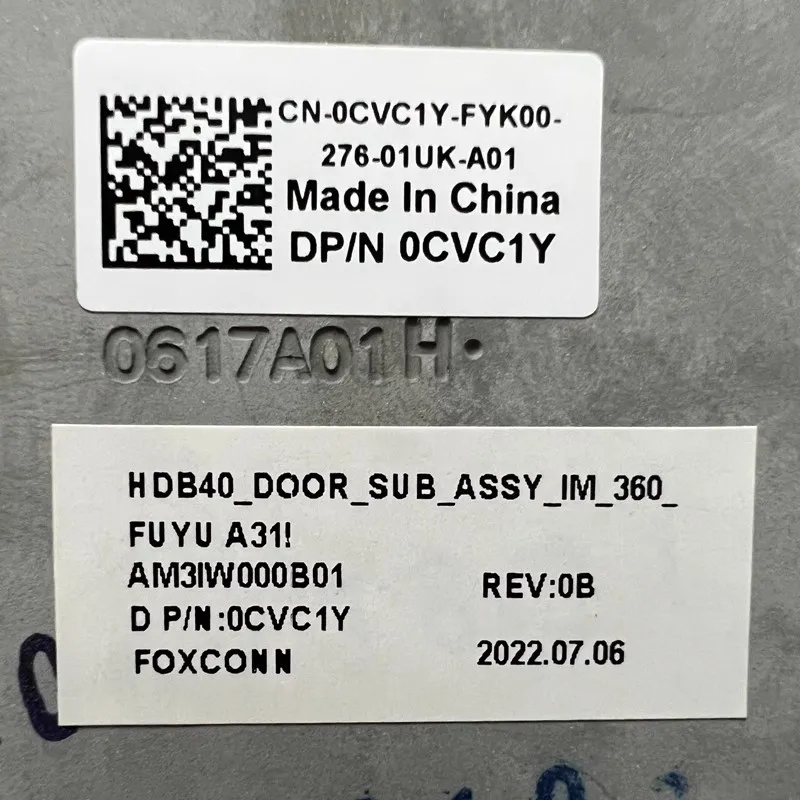 CN-0CVC1Y-FYK00-
276-01UK-A01
Made In China
DP/N 0CVC1Y
0617A01H
HDB40_DOOR_SUB_ASSY_IM_360_
FUYU A31!
AM3IW000B01
REV:0B
D P/N:0CVC1Y
FOXCONN
2022.07.06